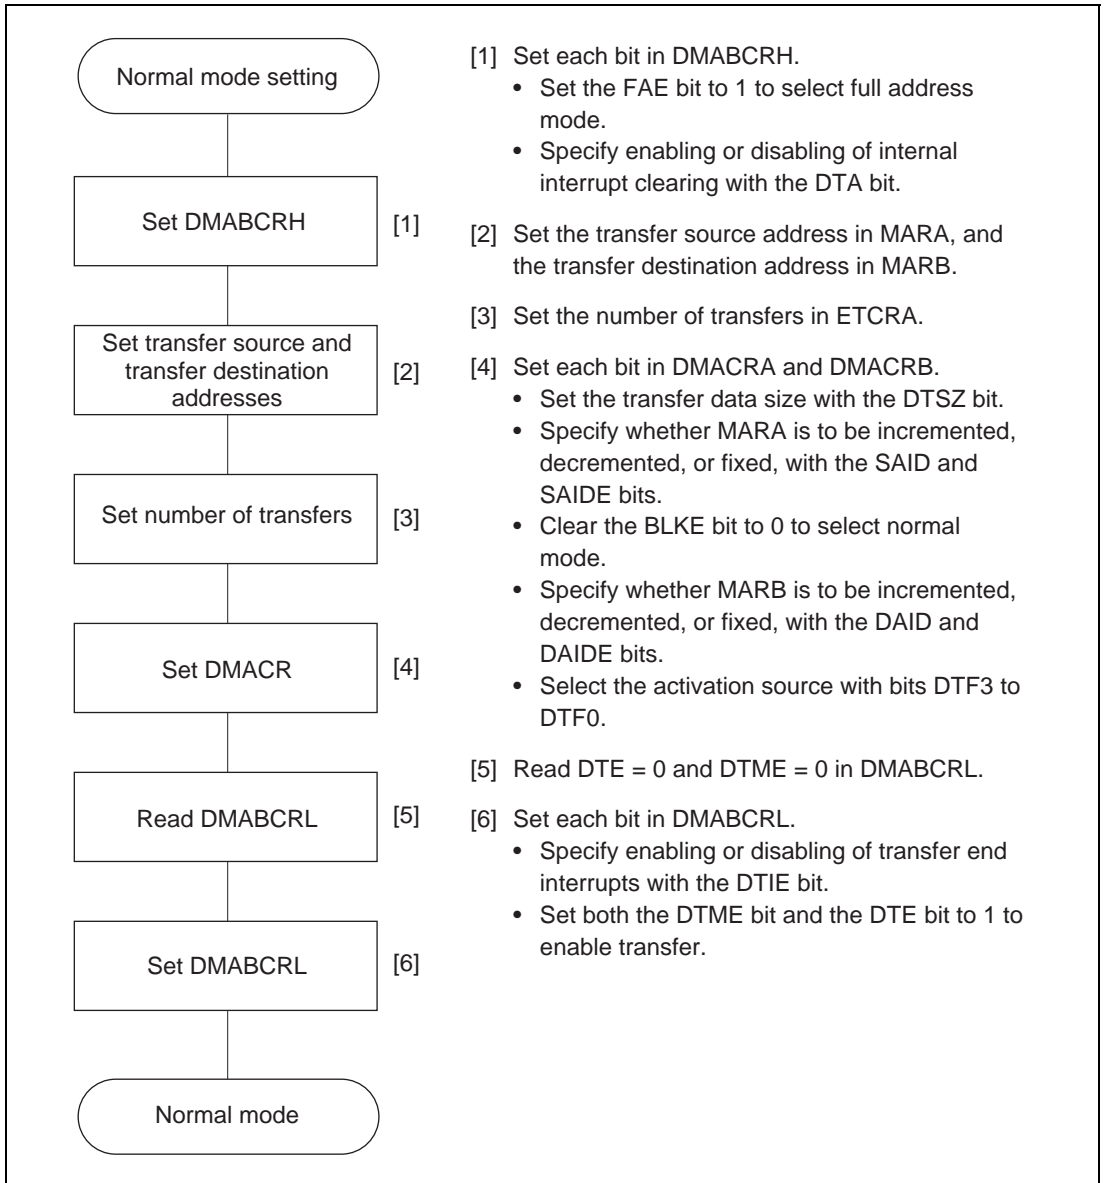 Normal mode setting
Set DMABCRH
[1]
Set transfer source and
transfer destination
addresses
[2]
Set number of transfers
[3]
Set DMACR
[4]
Read DMABCRL
[5]
Set DMABCRL
[6]
Normal mode
[1] Set each bit in DMABCRH.
• Set the FAE bit to 1 to select full address
mode.
• Specify enabling or disabling of internal
interrupt clearing with the DTA bit.
[2] Set the transfer source address in MARA, and
the transfer destination address in MARB.
[3] Set the number of transfers in ETCRA.
[4] Set each bit in DMACRA and DMACRB.
• Set the transfer data size with the DTSZ bit.
• Specify whether MARA is to be incremented,
decremented, or fixed, with the SAID and
SAIDE bits.
• Clear the BLKE bit to 0 to select normal
mode.
• Specify whether MARB is to be incremented,
decremented, or fixed, with the DAID and
DAIDE bits.
• Select the activation source with bits DTF3 to
DTF0.
[5] Read DTE = 0 and DTME = 0 in DMABCRL.
[6] Set each bit in DMABCRL.
• Specify enabling or disabling of transfer end
interrupts with the DTIE bit.
• Set both the DTME bit and the DTE bit to 1 to
enable transfer.